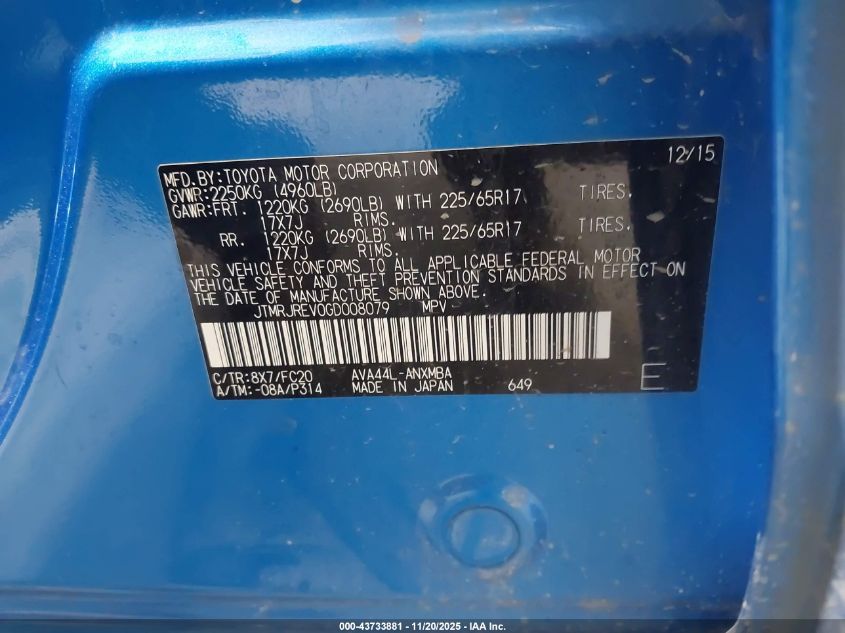 MFD.BY:TOYOTA MOTOR CORPORATION 12/15
GVWR:2250KG (4960LB)
GAWR:FRT. 1220KG (2690LB) WITH 225/65R17 TIRES,
17X7J RIMS.
RR. 1220KG (2690LB) WITH 225/65R17 TIRES.
17X7J RIMS.
THIS VEHICLE CONFORMS TO ALL APPLICABLE FEDERAL MOTOR
VEHICLE SAFETY AND THEFT PREVENTION STANDARDS IN EFFECT ON
THE DATE OF MANUFACTURE SHOWN ABOVE.
JTMRJREV0GD008079 MPV
C/TR:8X7/FC20 AVA44L-ANXMBA
A/TM:-08A/P314 MADE IN JAPAN 649 E
000-43733881 - 11/20/2025 - IAA Inc.